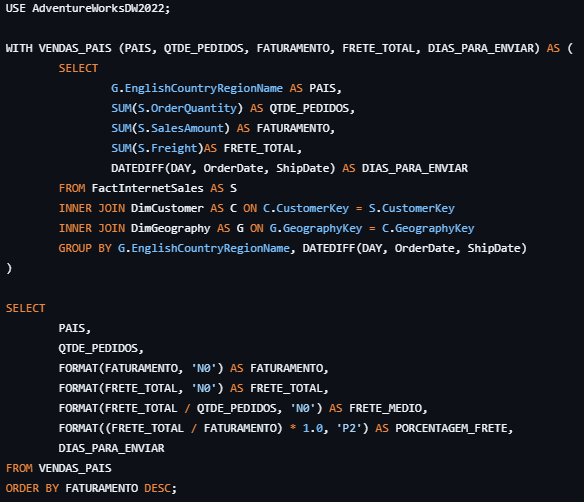 USE AdventureWorksDW2022;

WITH VENDAS_PAIS (PAIS, QTDE_PEDIDOS, FATURAMENTO, FRETE_TOTAL, DIAS_PARA_ENVIAR) AS (
        SELECT
                G.EnglishCountryRegionName AS PAIS,
                SUM(S.OrderQuantity) AS QTDE_PEDIDOS,
                SUM(S.SalesAmount) AS FATURAMENTO,
                SUM(S.Freight)AS FRETE_TOTAL,
                DATEDIFF(DAY, OrderDate, ShipDate) AS DIAS_PARA_ENVIAR
        FROM FactInternetSales AS S
        INNER JOIN DimCustomer AS C ON C.CustomerKey = S.CustomerKey
        INNER JOIN DimGeography AS G ON G.GeographyKey = C.GeographyKey
        GROUP BY G.EnglishCountryRegionName, DATEDIFF(DAY, OrderDate, ShipDate)
)

SELECT
        PAIS,
        QTDE_PEDIDOS,
        FORMAT(FATURAMENTO, 'N0') AS FATURAMENTO,
        FORMAT(FRETE_TOTAL, 'N0') AS FRETE_TOTAL,
        FORMAT(FRETE_TOTAL / QTDE_PEDIDOS, 'N0') AS FRETE_MEDIO,
        FORMAT((FRETE_TOTAL / FATURAMENTO) * 1.0, 'P2') AS PORCENTAGEM_FRETE,
        DIAS_PARA_ENVIAR
FROM VENDAS_PAIS
ORDER BY FATURAMENTO DESC;